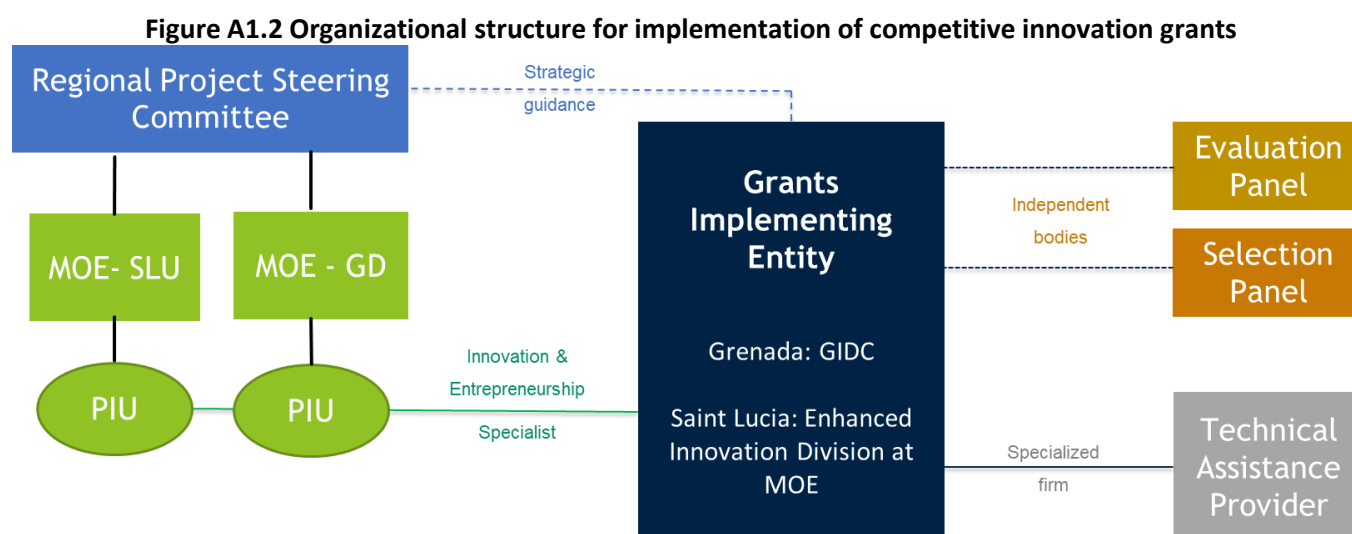 Figure A1.2 Organizational structure for implementation of competitive innovation grants
Regional Project Steering
Committee
Strategic
guidance
MOE- SLU
MOE - GD
PIU
PIU
Innovation &
Entrepreneurship
Specialist
Grants
Implementing
Entity
Grenada: GIDC
Saint Lucia: Enhanced
Innovation Division at
MOE
Independent
bodies
Evaluation
Panel
Selection
Panel
Specialized
firm
Technical
Assistance
Provider